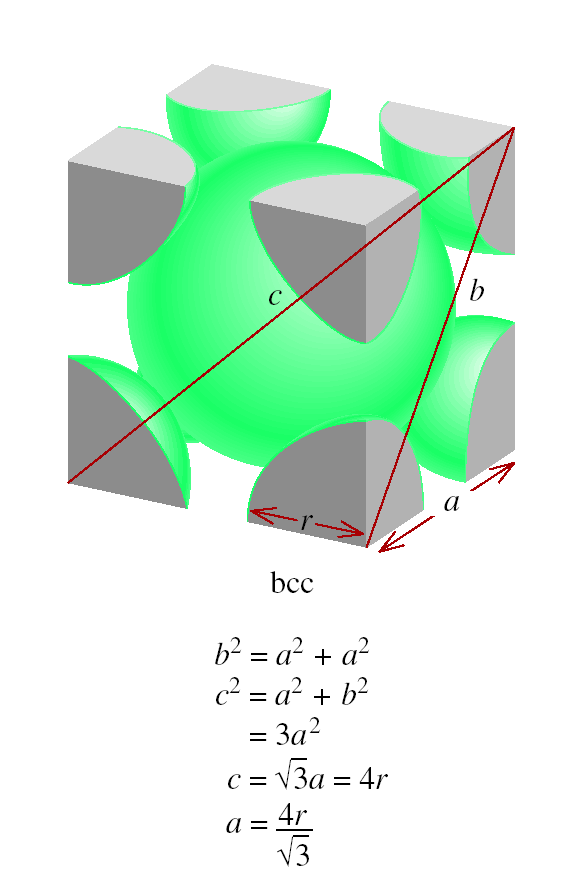 c
b
r
a
bcc
b² = a² + a²
c² = a² + b²
= 3a²
c = √3a = 4r
a = 4r/√3